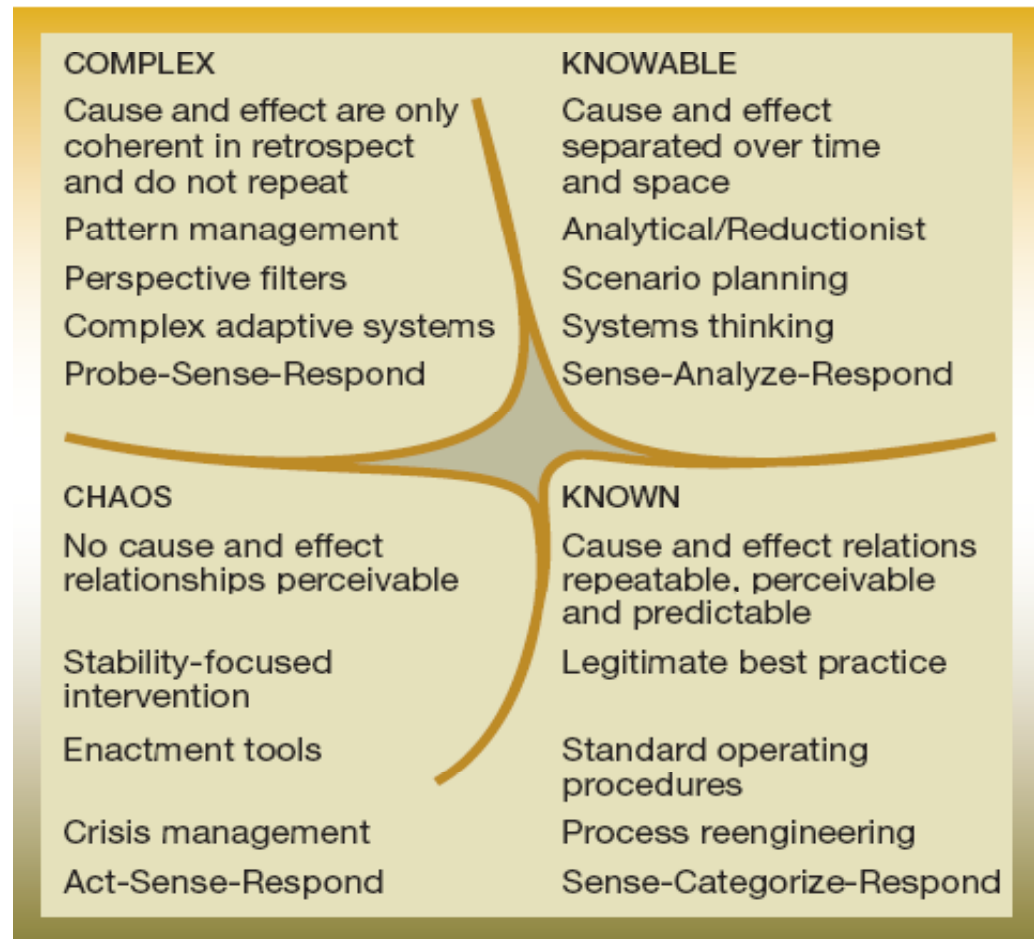 COMPLEX
Cause and effect are only
coherent in retrospect
and do not repeat
Pattern management
Perspective filters
Complex adaptive systems
Probe-Sense-Respond
KNOWABLE
Cause and effect
separated over time
and space
Analytical/Reductionist
Scenario planning
Systems thinking
Sense-Analyze-Respond
CHAOS
No cause and effect
relationships perceivable
Stability-focused
intervention
Enactment tools
Crisis management
Act-Sense-Respond
KNOWN
Cause and effect relations
repeatable, perceivable
and predictable
Legitimate best practice
Standard operating
procedures
Process reengineering
Sense-Categorize-Respond